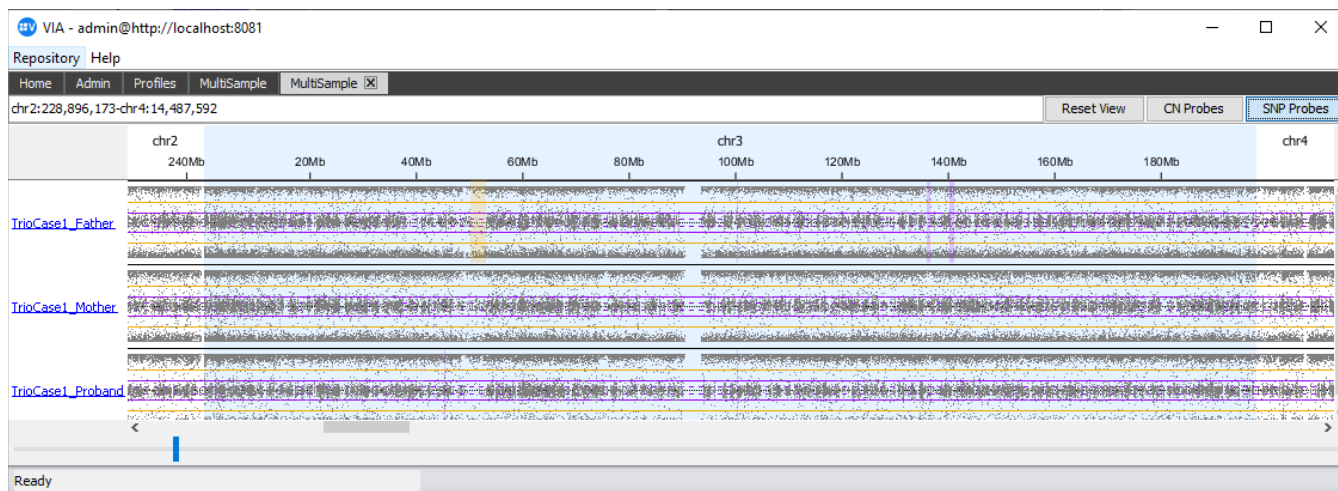 VIA - admin@http://localhost:8081
Repository Help
Home Admin Profiles MultiSample MultiSample
chr2:228,896,173-chr4:14,487,592 Reset View CN Probes SNP Probes
chr2 chr3 chr4
240Mb 20Mb 40Mb 60Mb 80Mb 100Mb 120Mb 140Mb 160Mb 180Mb
TrioCase1_Father
TrioCase1_Mother
TrioCase1_Proband
Ready